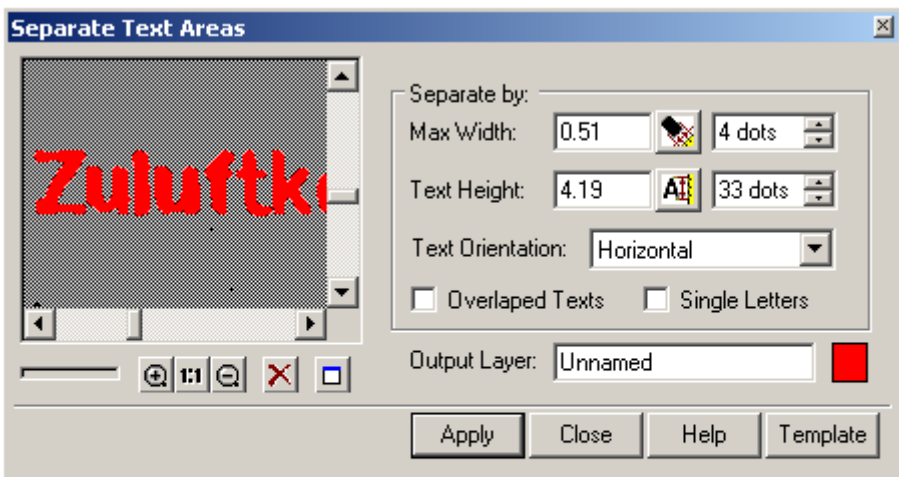 Separate Text Areas
Zuluftk
Separate by:
Max Width: 0.51 4 dots
Text Height: 4.19 33 dots
Text Orientation: Horizontal
Overlaped Texts Single Letters
1:1
Output Layer: Unnamed
Apply Close Help Template